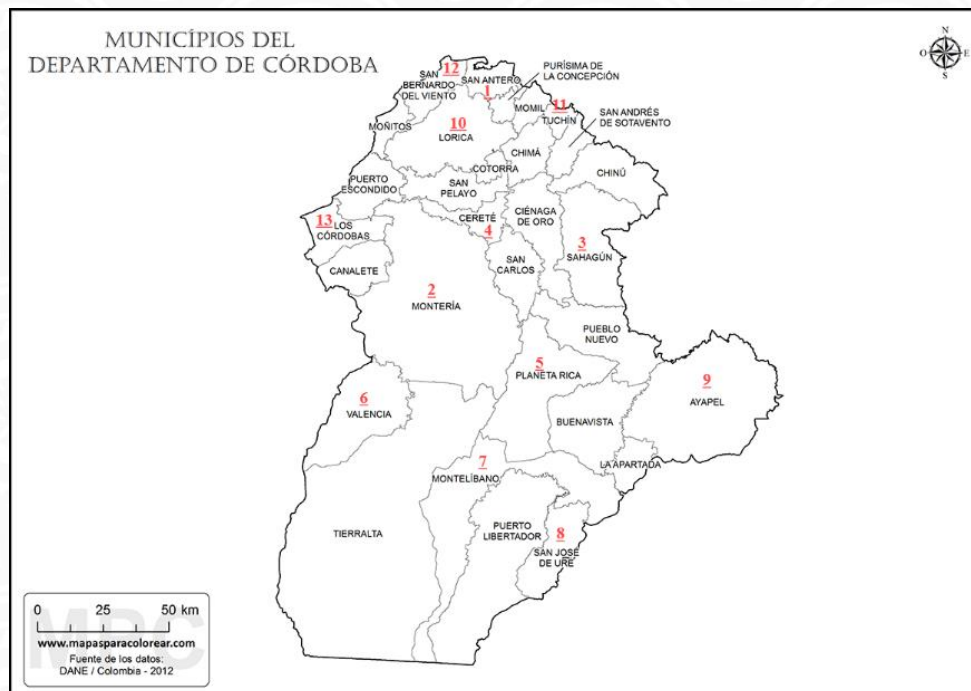 MUNICÍPIOS DEL
DEPARTAMENTO DE CÓRDOBA
N
O
E
S
12
SAN
BERNARDO
DEL VIENTO
SAN ANTERO
1
PURÍSIMA DE
LA CONCEPCIÓN
MOMIL
11
TUCHÍN
SAN ANDRÉS
DE SOTAVENTO
MOÑITOS
10
LORICA
CHIMÁ
COTORRA
CHINÚ
PUERTO
ESCONDIDO
SAN
PELAYO
CERETÉ
4
CIÉNAGA
DE ORO
13
LOS
CÓRDOBAS
3
SAHAGÚN
CANALETE
SAN
CARLOS
2
MONTERÍA
PUEBLO
NUEVO
5
PLANETA RICA
9
AYAPEL
6
VALENCIA
BUENAVISTA
7
MONTELÍBANO
LA APARTADA
TIERRALTA
PUERTO
LIBERTADOR
8
SAN JOSÉ
DE URÉ
MPC
0 25 50 km
www.mapasparacolorear.com
Fuente de los datos:
DANE / Colombia - 2012